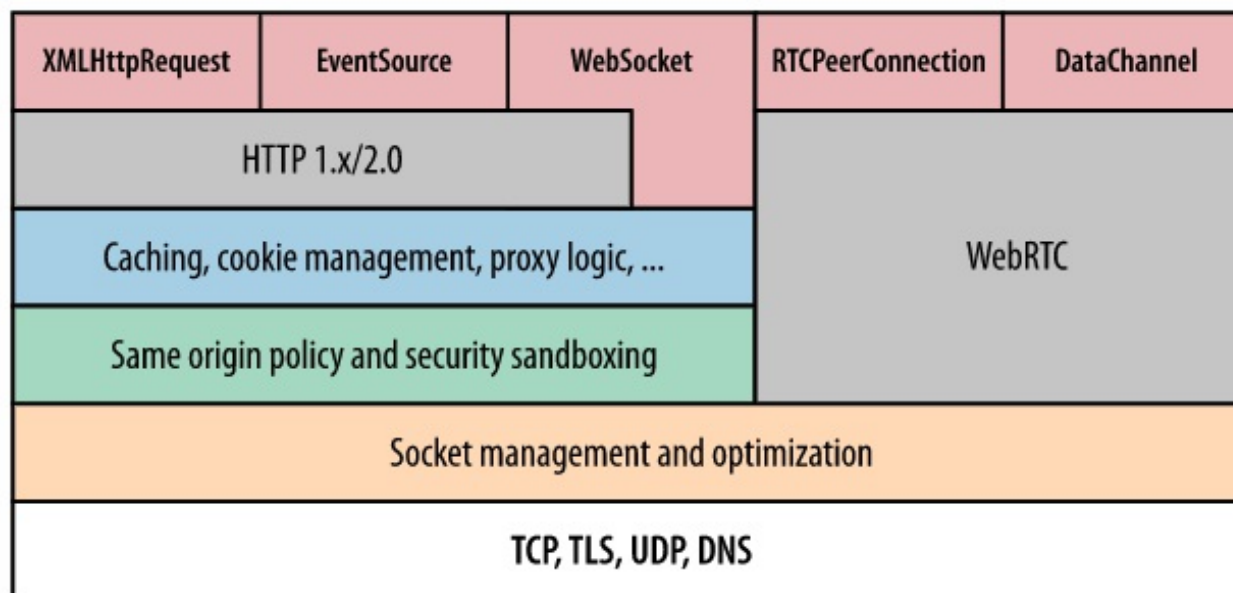 XMLHttpRequest
EventSource
WebSocket
RTCPeerConnection
DataChannel
HTTP 1.x/2.0
WebRTC
Caching, cookie management, proxy logic, ...
Same origin policy and security sandboxing
Socket management and optimization
TCP, TLS, UDP, DNS